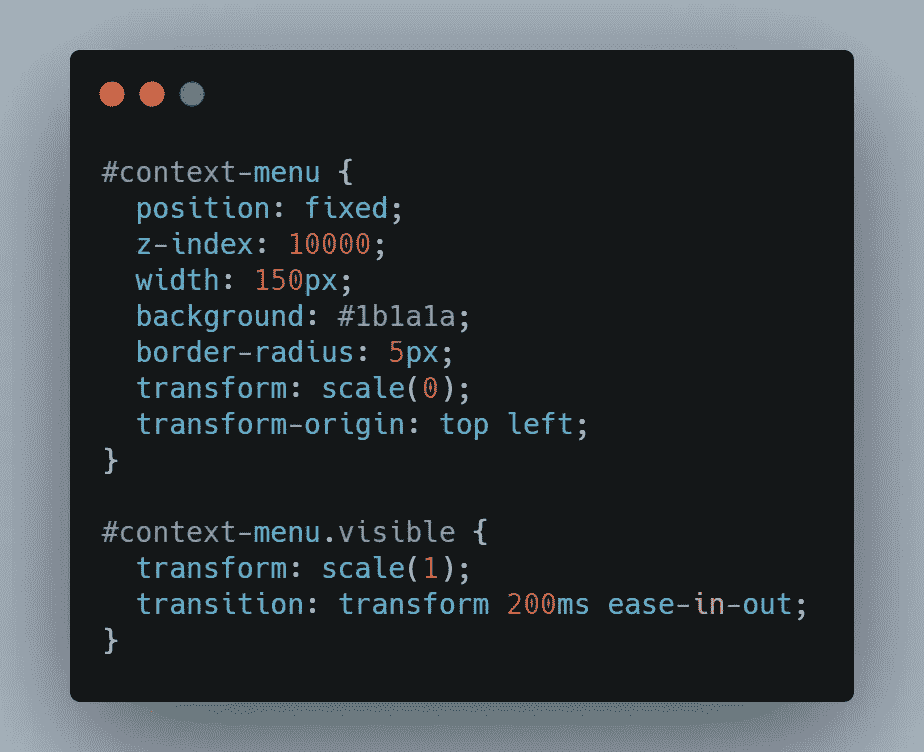 #context-menu {
  position: fixed;
  z-index: 10000;
  width: 150px;
  background: #1b1a1a;
  border-radius: 5px;
  transform: scale(0);
  transform-origin: top left;
}

#context-menu.visible {
  transform: scale(1);
  transition: transform 200ms ease-in-out;
}